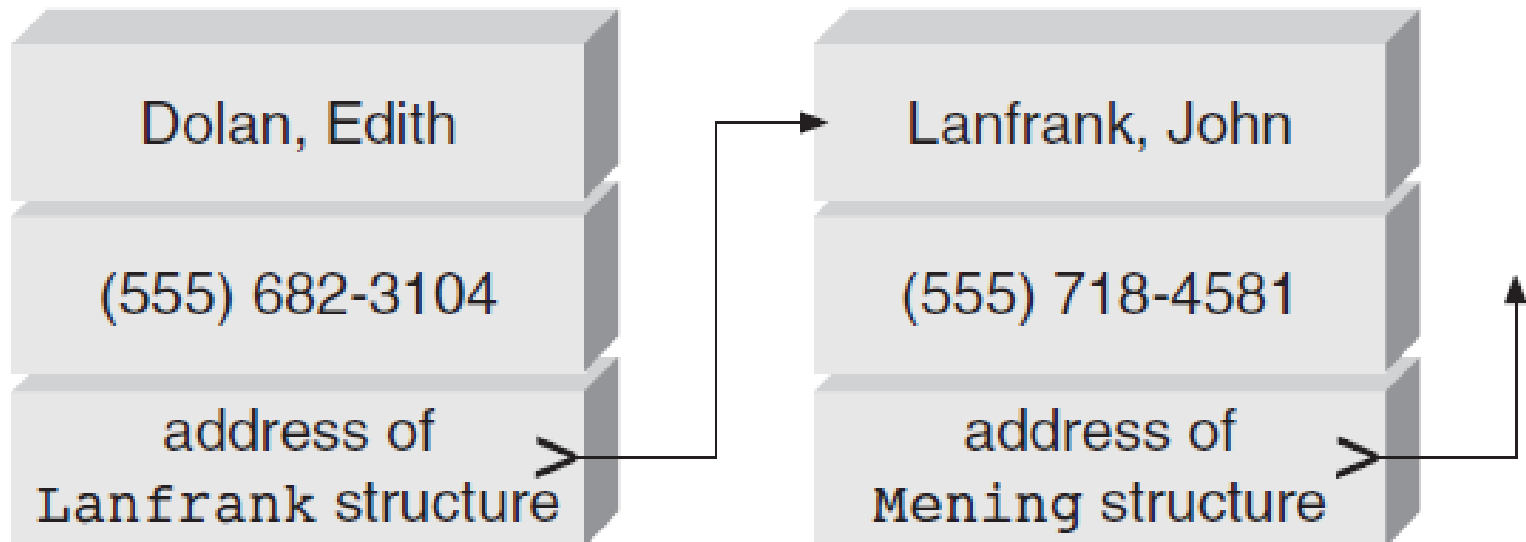 Dolan, Edith
(555) 682-3104
address of
Lanfrank structure
Lanfrank, John
(555) 718-4581
address of
Mening structure